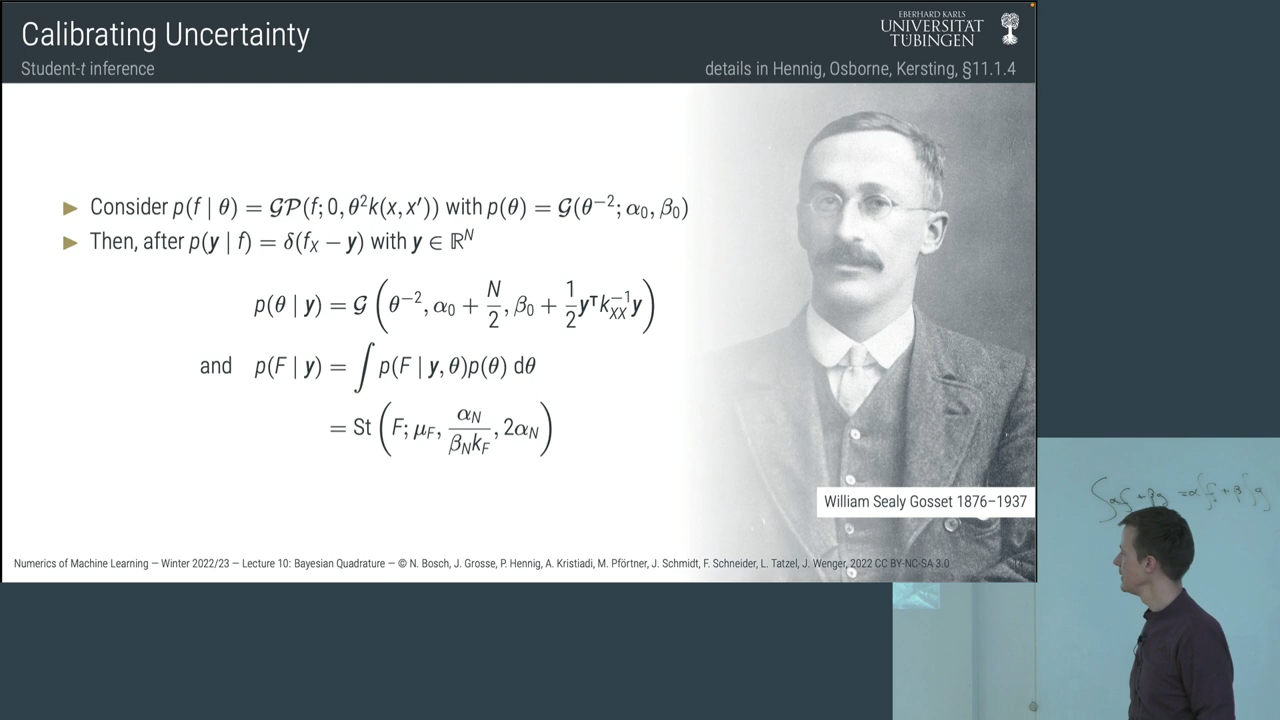 Calibrating Uncertainty
EBERHARD KARLS
UNIVERSITÄT
TÜBINGEN
Student-t inference
details in Hennig, Osborne, Kersting, §11.1.4
► Consider p(f | θ) = 𝒢𝒫(f; 0, θ²k(x, x′)) with p(θ) = 𝒢(θ⁻²; α₀, β₀)
► Then, after p(y | f) = δ(f_X − y) with y ∈ ℝᴺ
p(θ | y) = 𝒢 (θ⁻², α₀ + N/2, β₀ + 1/2 yᵀk_XX⁻¹y)
and p(F | y) = ∫ p(F | y, θ)p(θ) dθ
= St (F; μ_F, α_N/(β_N k_F), 2α_N)
William Sealy Gosset 1876–1937
Numerics of Machine Learning — Winter 2022/23 — Lecture 10: Bayesian Quadrature — © N. Bosch, J. Grosse, P. Hennig, A. Kristiadi, M. Pförtner, J. Schmidt, F. Schneider, L. Tatzel, J. Wenger, 2022 CC BY-NC-SA 3.0
∫αf + βg = α∫f + β∫g